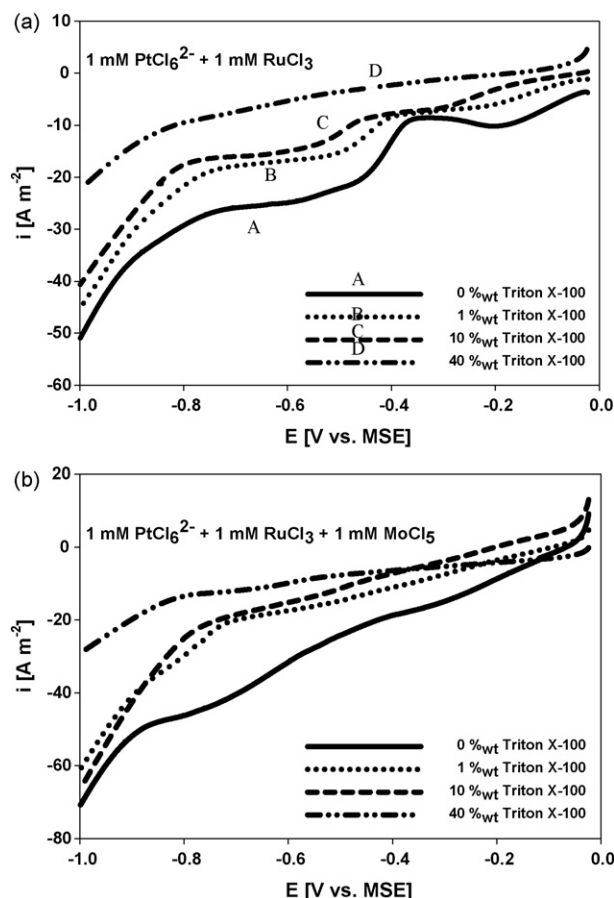 (a)
10
1 mM PtCl6 2- + 1 mM RuCl3
D
0
-10
C
B
-20
A
i [A m-2]
-30
-40
A 0 %wt Triton X-100
B 1 %wt Triton X-100
C 10 %wt Triton X-100
D 40 %wt Triton X-100
-50
-60
-1.0 -0.8 -0.6 -0.4 -0.2 0.0
E [V vs. MSE]
(b)
20
1 mM PtCl6 2- + 1 mM RuCl3 + 1 mM MoCl5
0
-20
i [A m-2]
-40
-60
0 %wt Triton X-100
1 %wt Triton X-100
10 %wt Triton X-100
40 %wt Triton X-100
-80
-1.0 -0.8 -0.6 -0.4 -0.2 0.0
E [V vs. MSE]